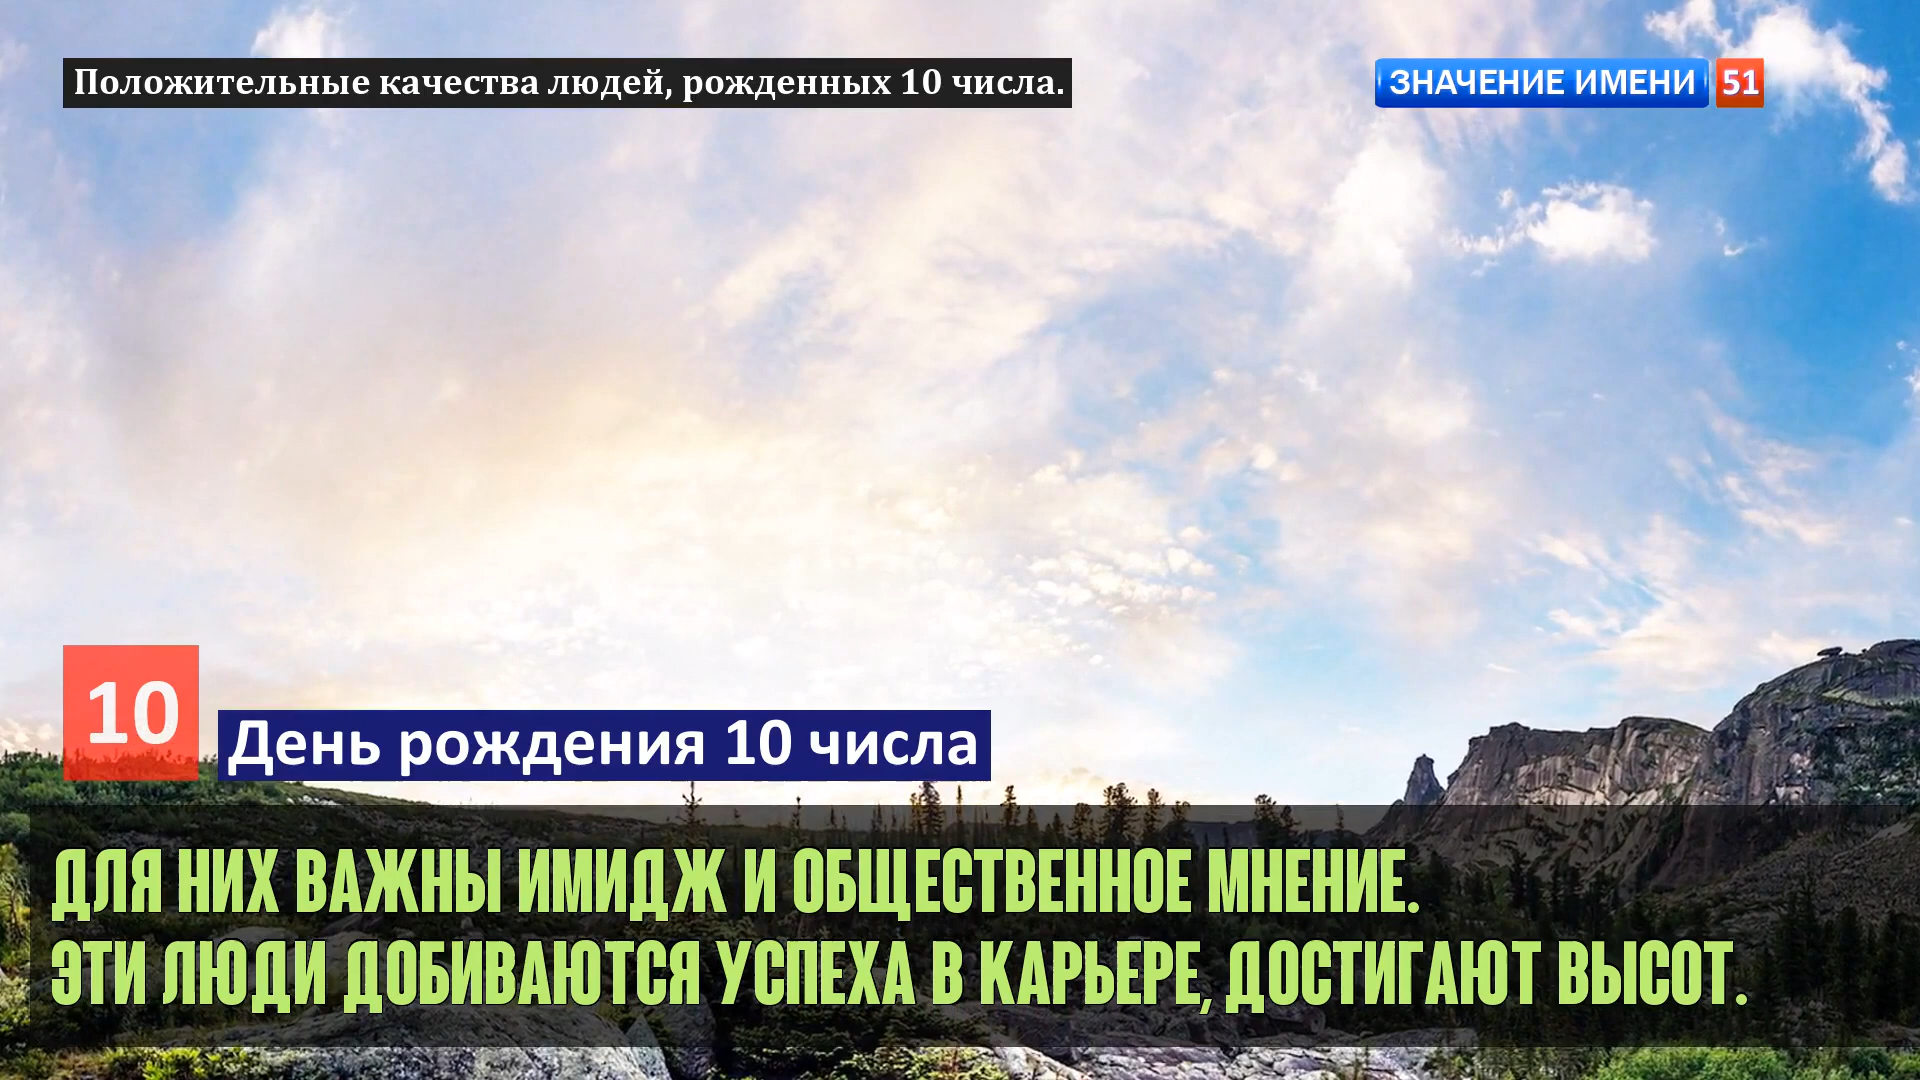 Положительные качества людей, рожденных 10 числа.
ЗНАЧЕНИЕ ИМЕНИ 51
10
День рождения 10 числа
ДЛЯ НИХ ВАЖНЫ ИМИДЖ И ОБЩЕСТВЕННОЕ МНЕНИЕ.
ЭТИ ЛЮДИ ДОБИВАЮТСЯ УСПЕХА В КАРЬЕРЕ, ДОСТИГАЮТ ВЫСОТ.